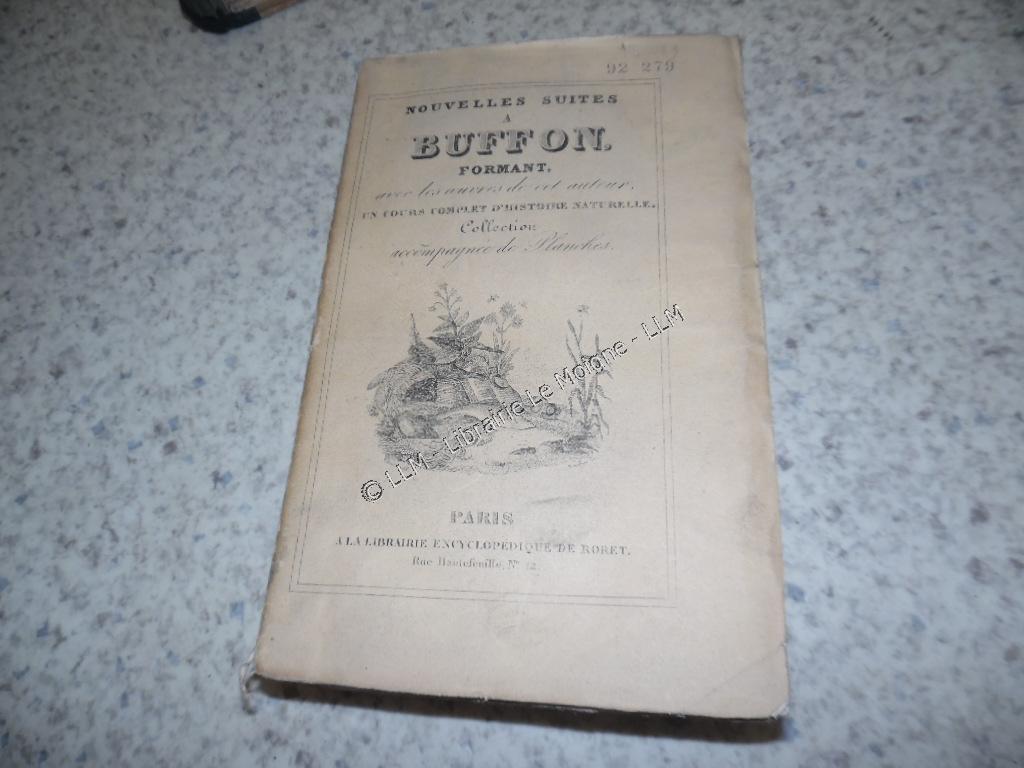 92 279
NOUVELLES SUITES
A
BUFFON,
FORMANT,
avec les œuvres de cet auteur,
UN COURS COMPLET D'HISTOIRE NATURELLE.
Collection
accompagnée de Planches.
© LLM - Librairie Le Moigne - LLM
PARIS
A LA LIBRAIRIE ENCYCLOPÉDIQUE DE RORET,
Rue Hautefeuille, N° 12